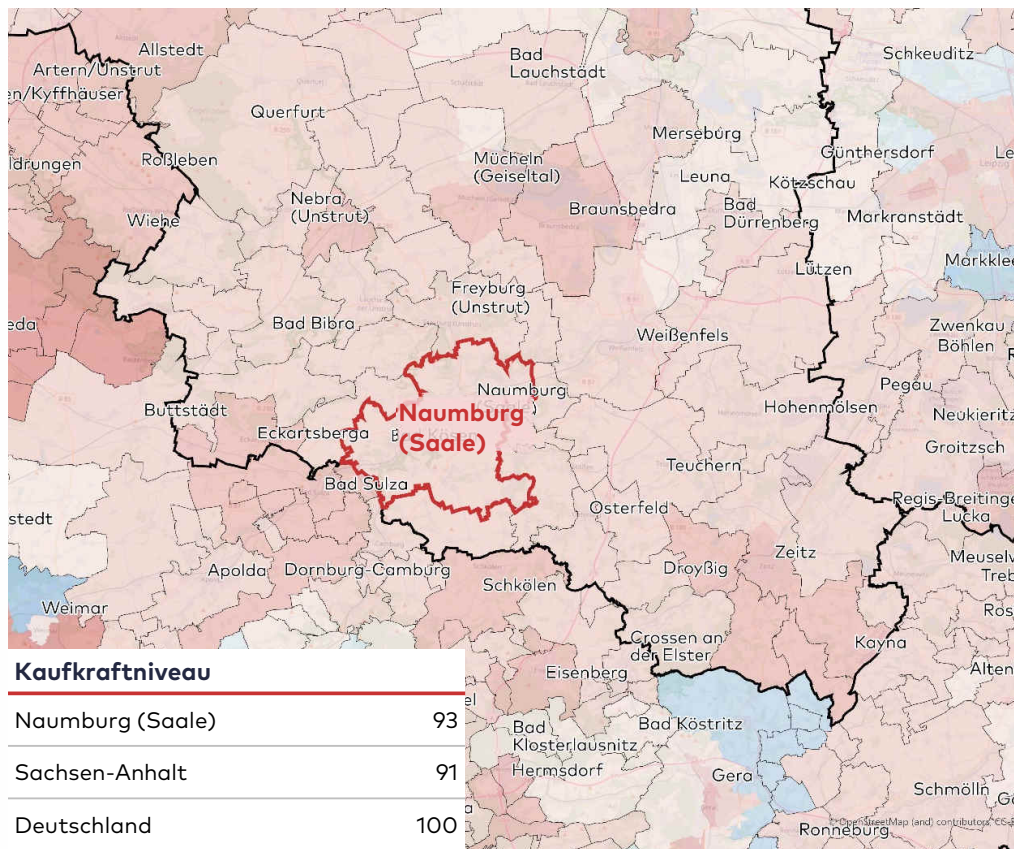 Allstedt
Artern/Unstrut
en/Kyffhäuser
ldrungen
Roßleben
Wiehe
Querfurt
Nebra
(Unstrut)
Bad
Lauchstädt
Mücheln
(Geiseltal)
Braunsbedra
Merseburg
Leuna
Bad
Dürrenberg
Schkeuditz
Günthersdorf
Kötzschau
Markranstädt
Lützen
Markklee
Zwenkau
Böhlen
Freyburg
(Unstrut)
Bad Bibra
eda
Buttstädt
Eckartsberga
Naumburg
Naumburg
(Saale)
Weißenfels
Hohenmölsen
Pegau
Neukieritz
Groitzsch
Teuchern
Bad Sulza
Osterfeld
Regis-Breitinge
Lucka
stedt
Weimar
Apolda
Dornburg-Camburg
Schkölen
Droyßig
Zeitz
Meuselw
Treb
Ros
Kayna
Alten
Crossen an
der Elster
Eisenberg
Bad Köstritz
Bad
Klosterlausnitz
Hermsdorf
Gera
Schmölln
Ronneburg
© OpenStreetMap (and) contributors, CC-
Kaufkraftniveau
Naumburg (Saale) 93
Sachsen-Anhalt 91
Deutschland 100